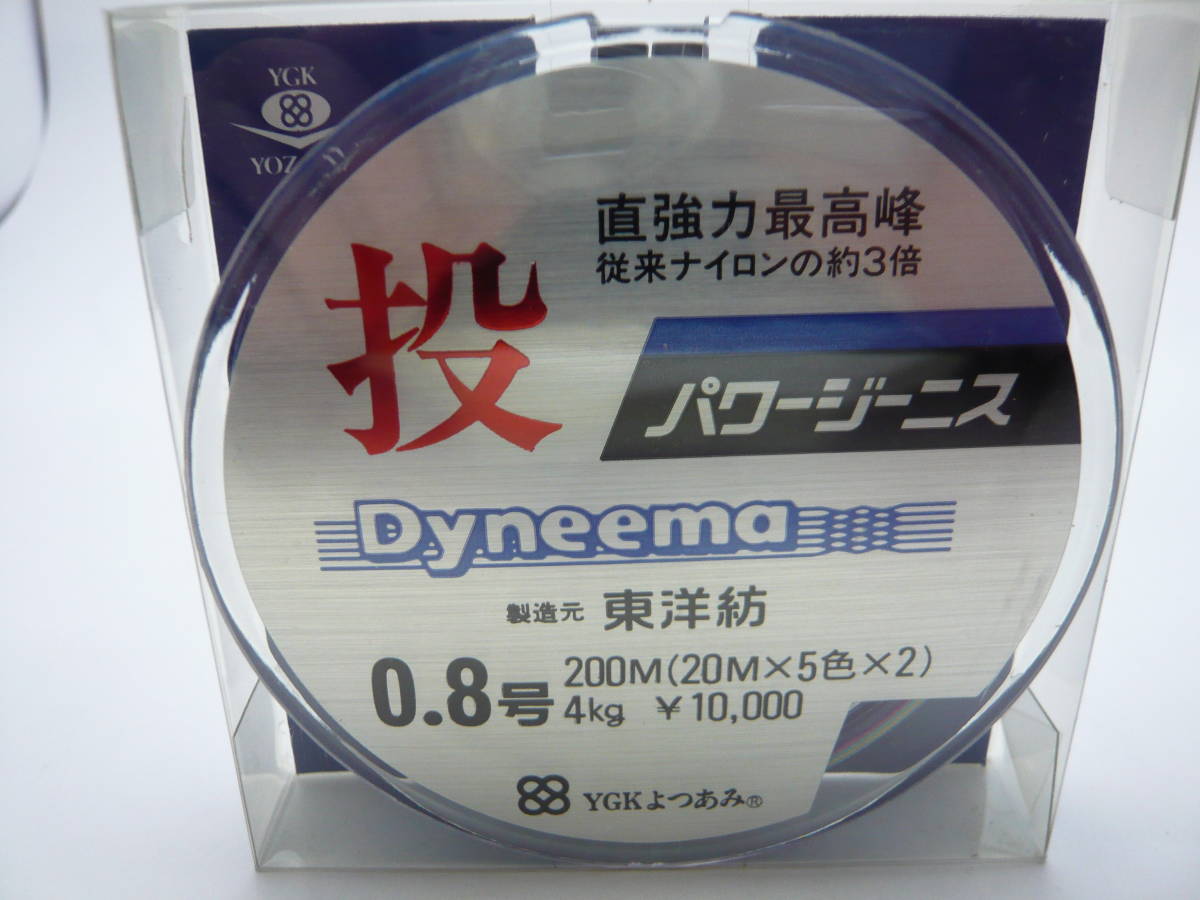 YGK
直強力最高峰
従来ナイロンの約3倍
投
パワージーニス
Dyneema
製造元 東洋紡
0.8号 200M(20M×5色×2)
4kg ¥10,000
YGKよつあみ®